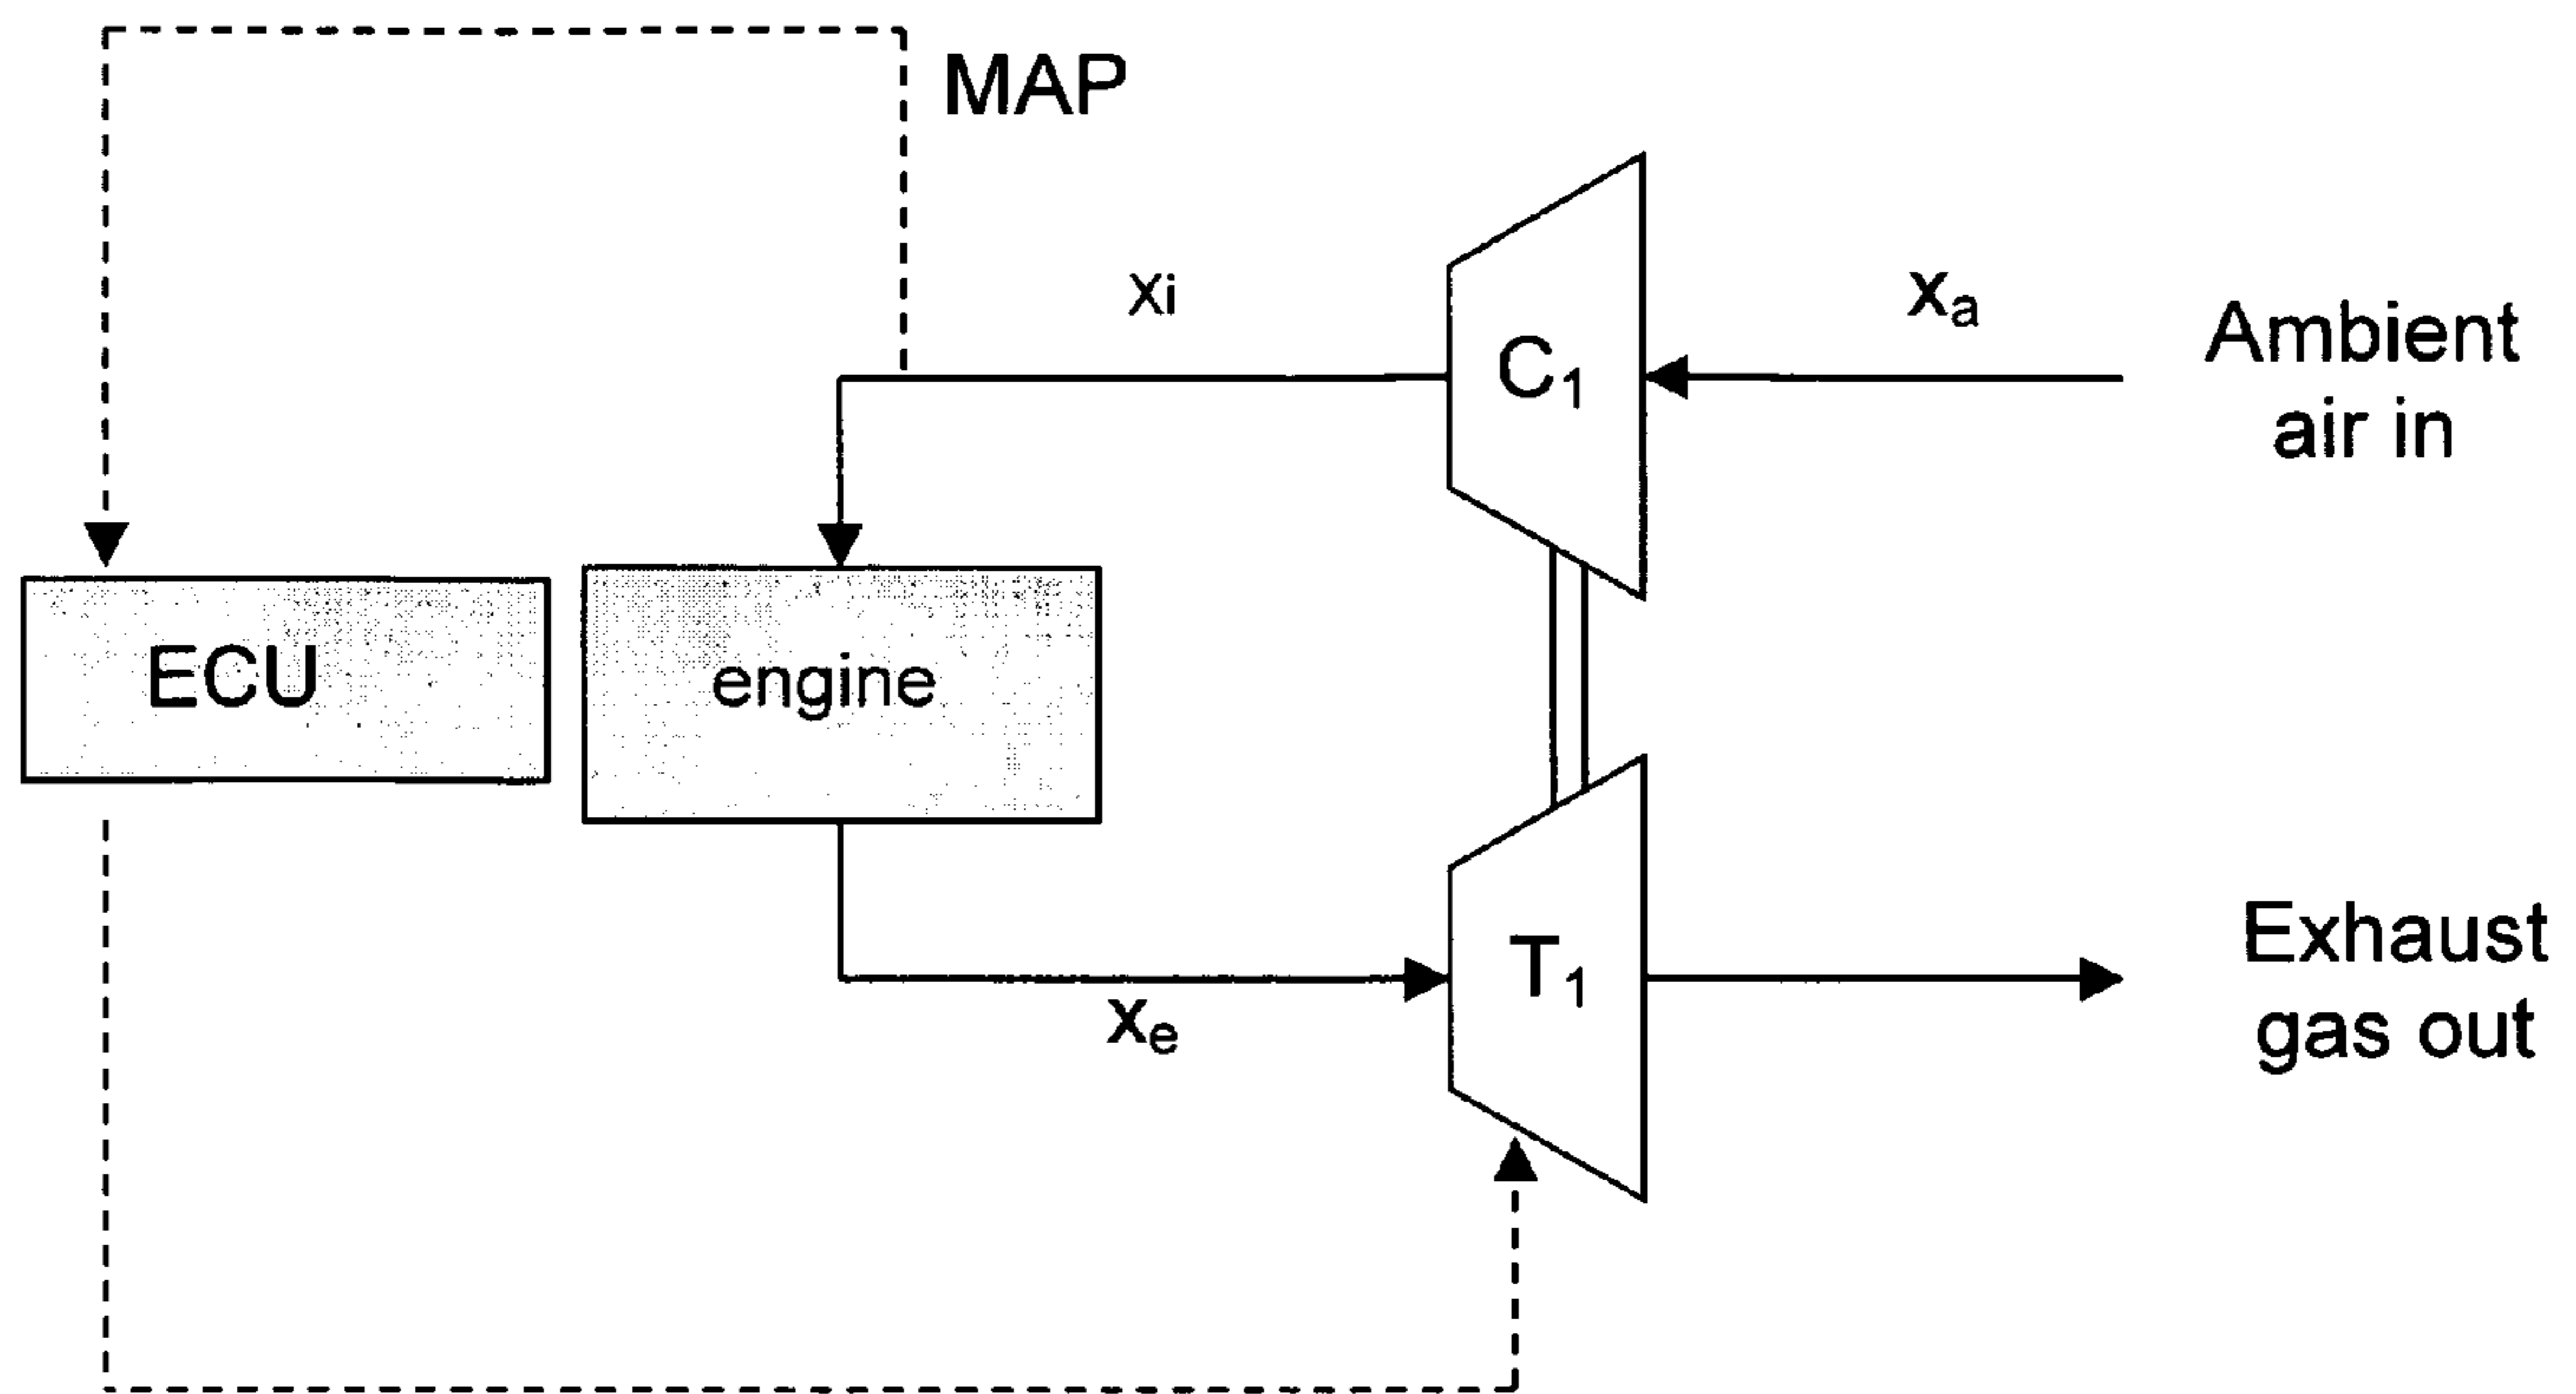 MAP
xi
xₐ
C₁
Ambient
air in
ECU
engine
T₁
xₑ
Exhaust
gas out